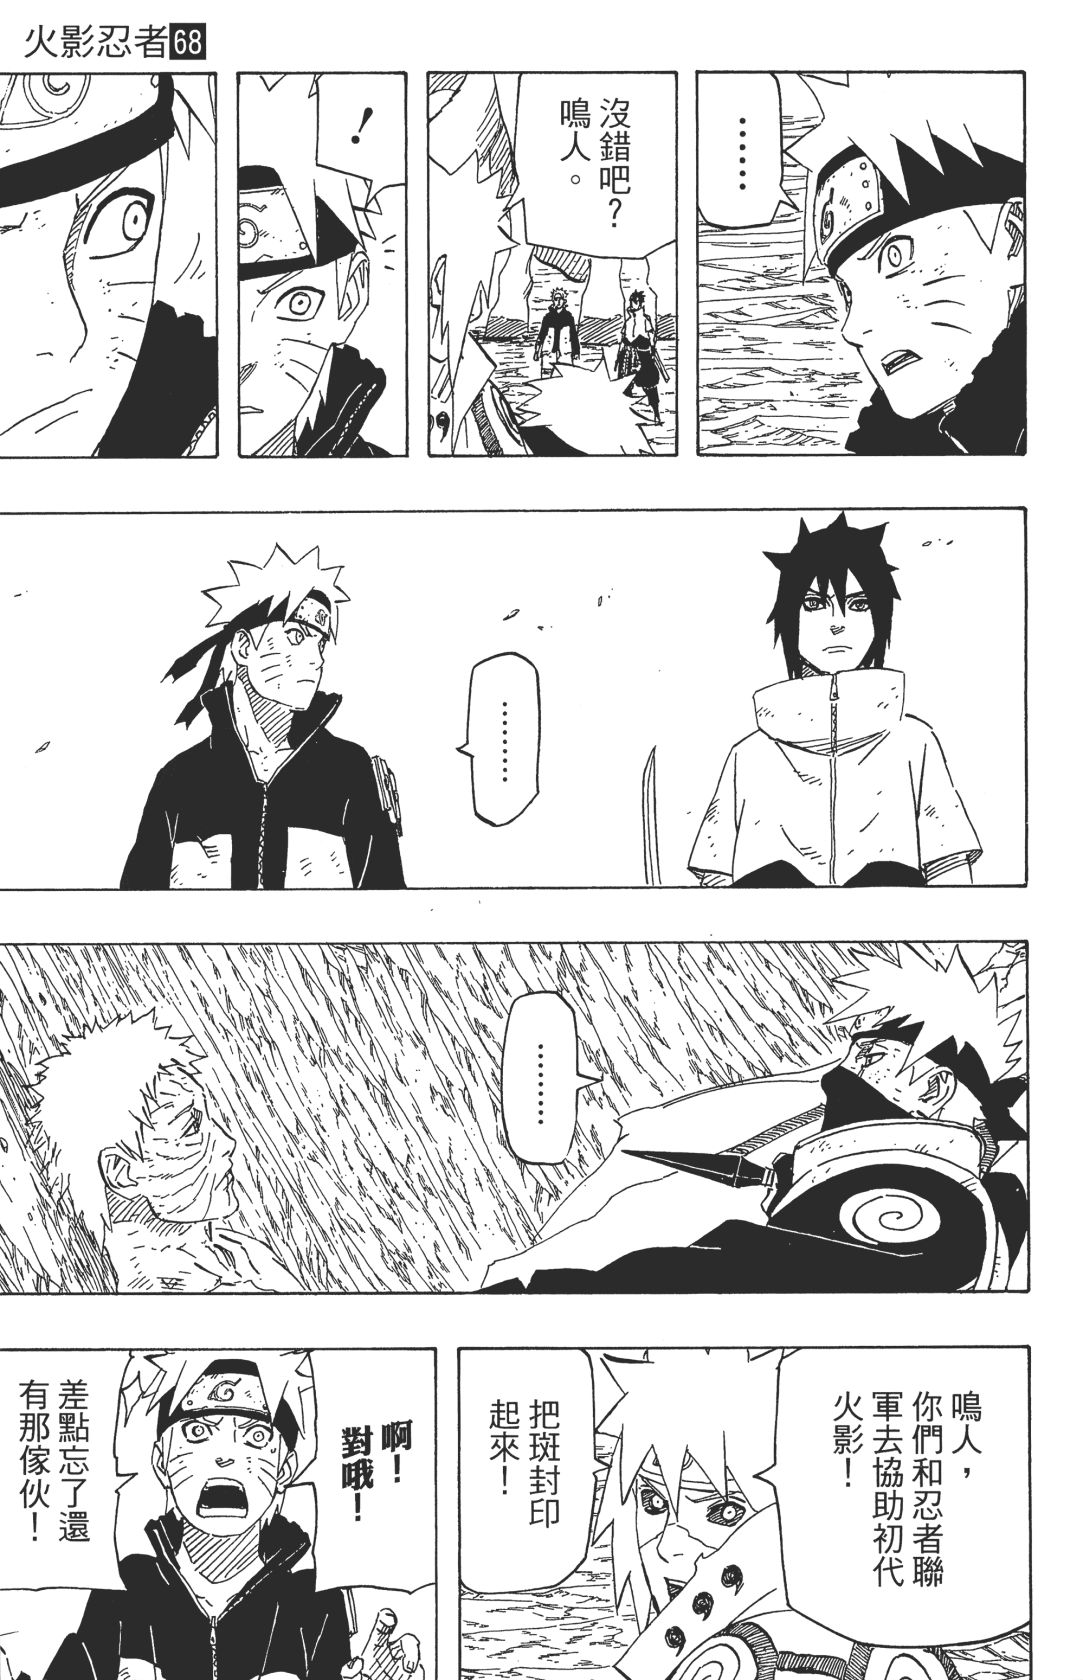 火影忍者68
………
沒錯吧？
鳴人。
！
………
………
鳴人，
你們和忍者聯
軍去協助初代
火影！
把斑封印
起來！
啊！
對哦！
差點忘了還
有那傢伙！